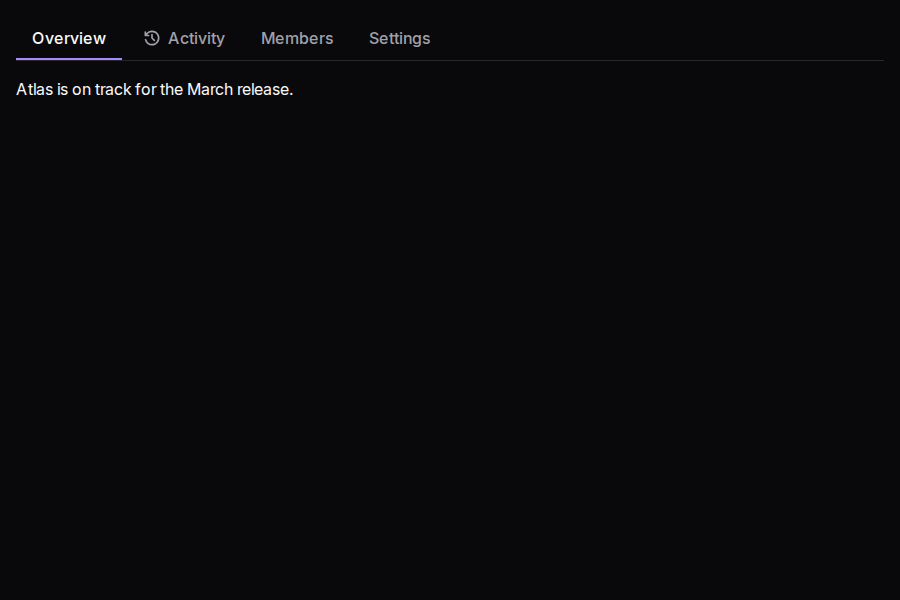 Overview Activity Members Settings
Atlas is on track for the March release.